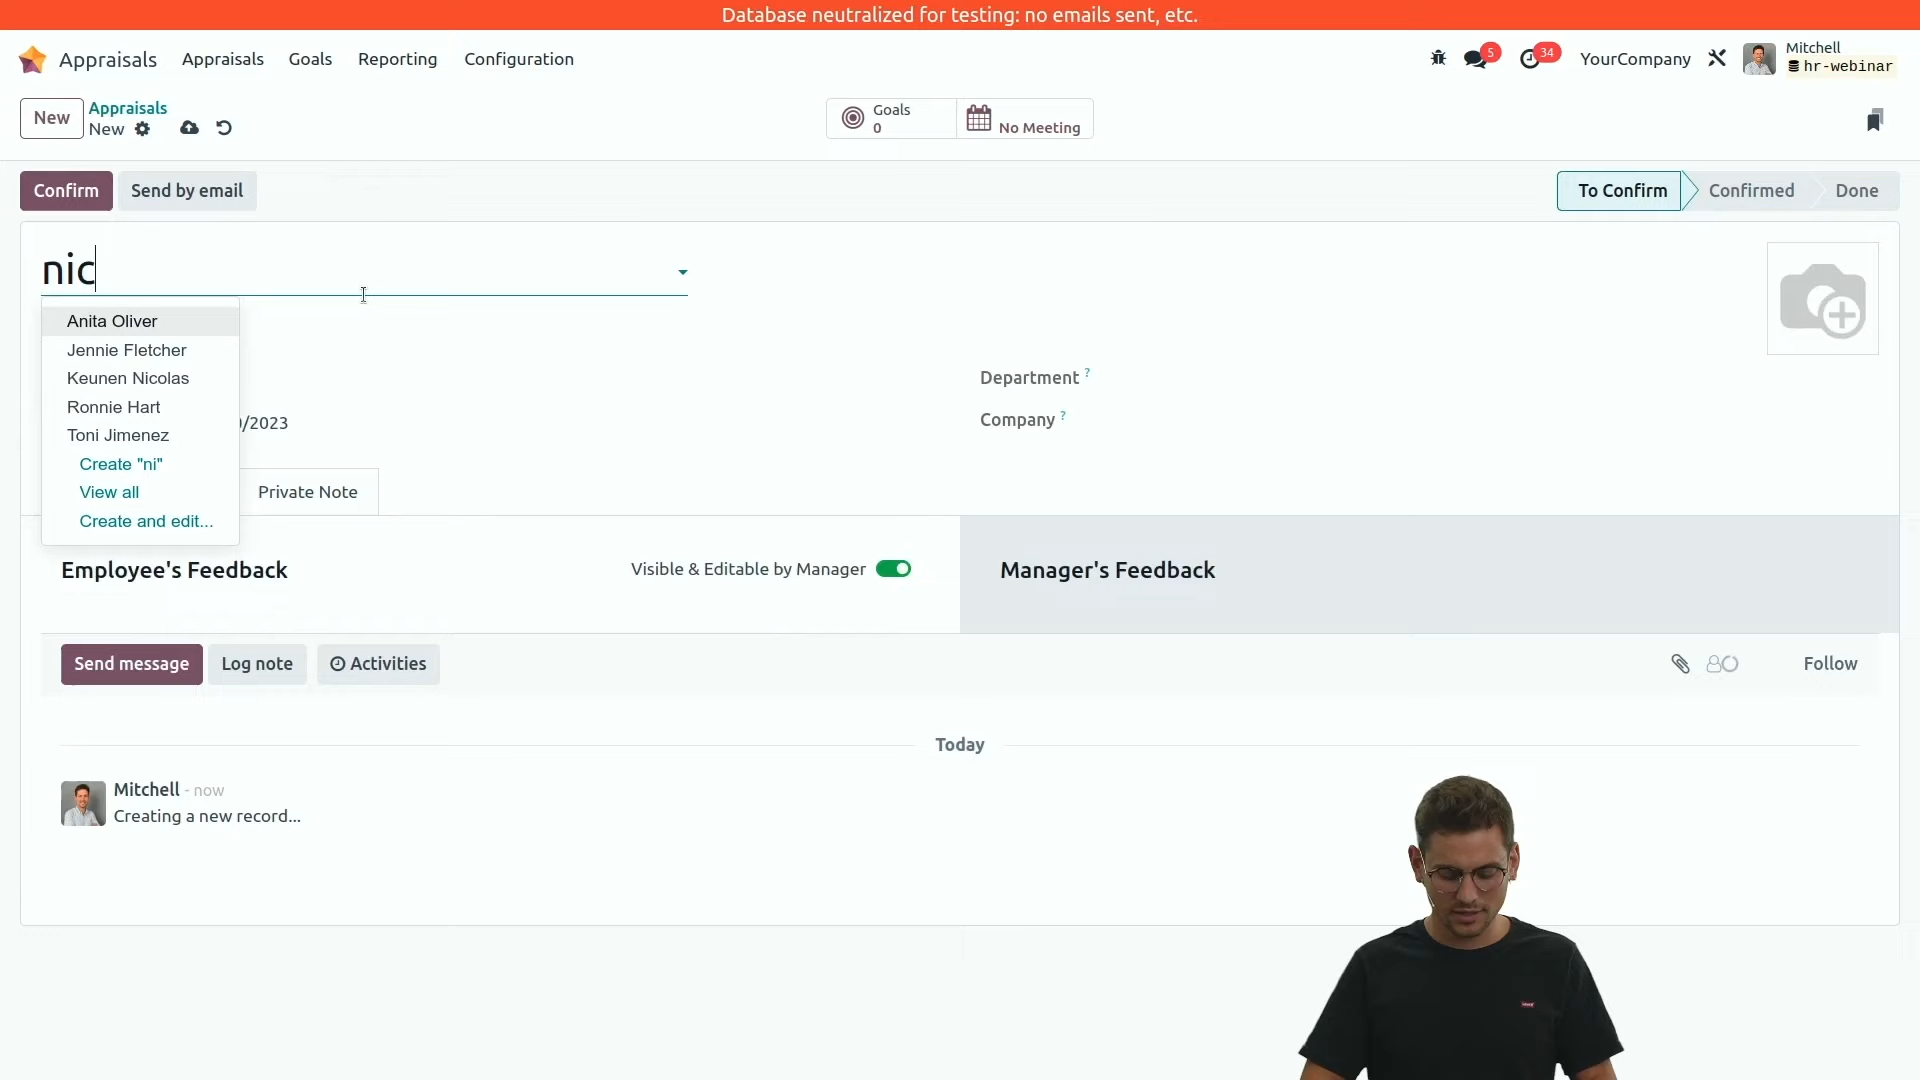 Database neutralized for testing: no emails sent, etc.
Appraisals Appraisals Goals Reporting Configuration 5 34 YourCompany Mitchell
hr-webinar
New Appraisals
New
Goals
0
No Meeting
Confirm Send by email To Confirm Confirmed Done
nic
Anita Oliver
Jennie Fletcher
Keunen Nicolas
Ronnie Hart
Toni Jimenez
Create "ni"
View all
Create and edit...
Department ?
/2023 Company ?
Private Note
Employee's Feedback Visible & Editable by Manager Manager's Feedback
Send message Log note Activities Follow
Today
Mitchell - now
Creating a new record...